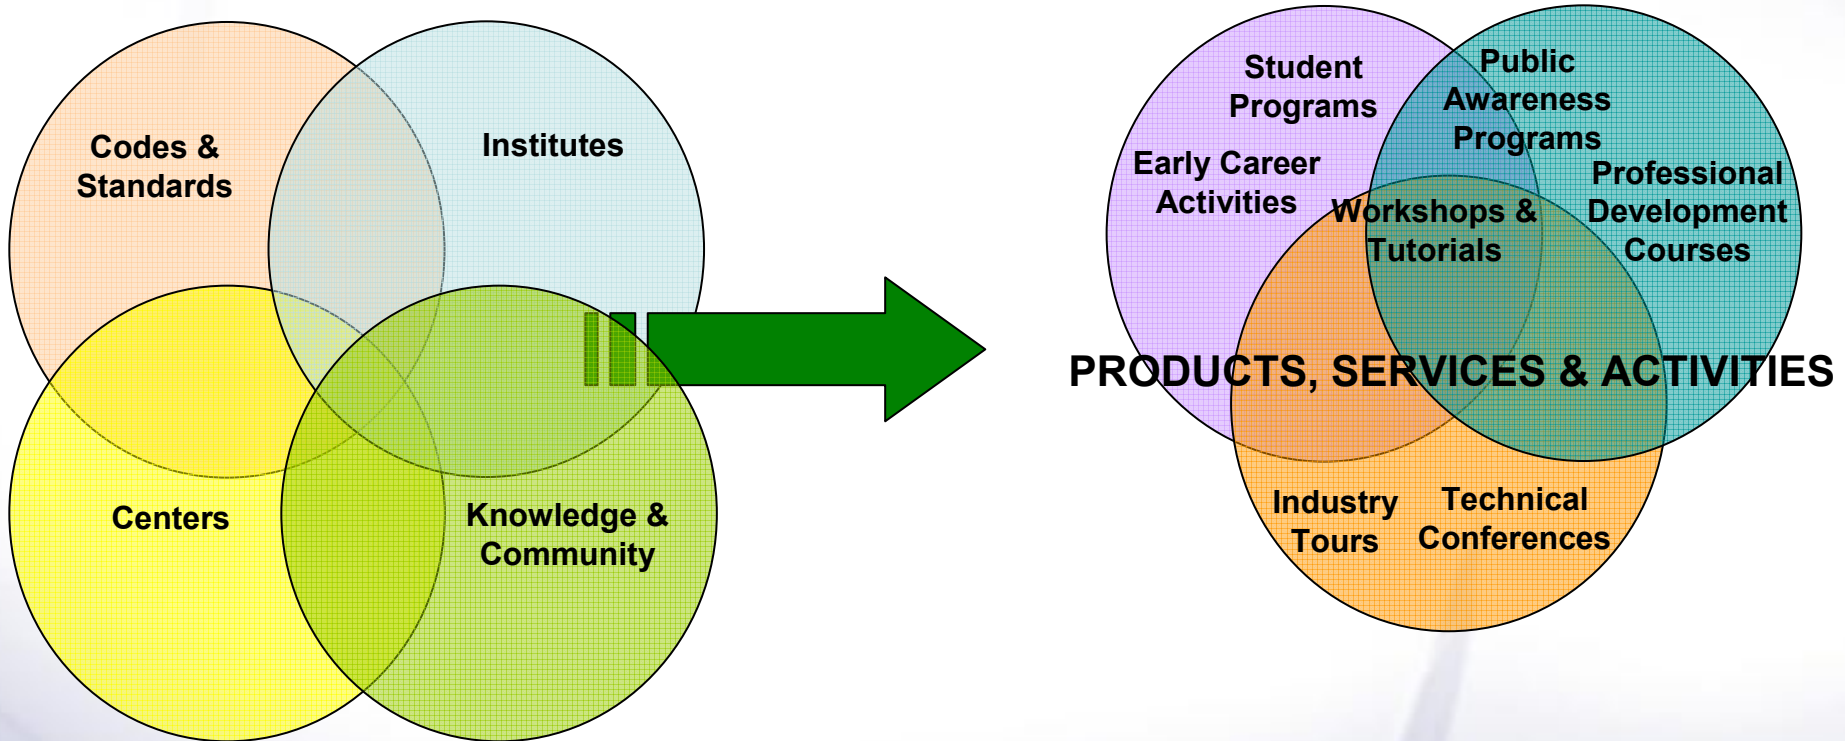 Codes &
Standards
Institutes
Centers
Knowledge &
Community
Student
Programs
Public
Awareness
Programs
Early Career
Activities
Professional
Development
Courses
Workshops &
Tutorials
PRODUCTS, SERVICES & ACTIVITIES
Industry
Tours
Technical
Conferences